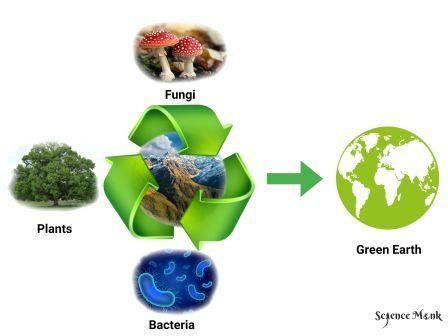 Fungi
Plants
Green Earth
Bacteria
Science Monk